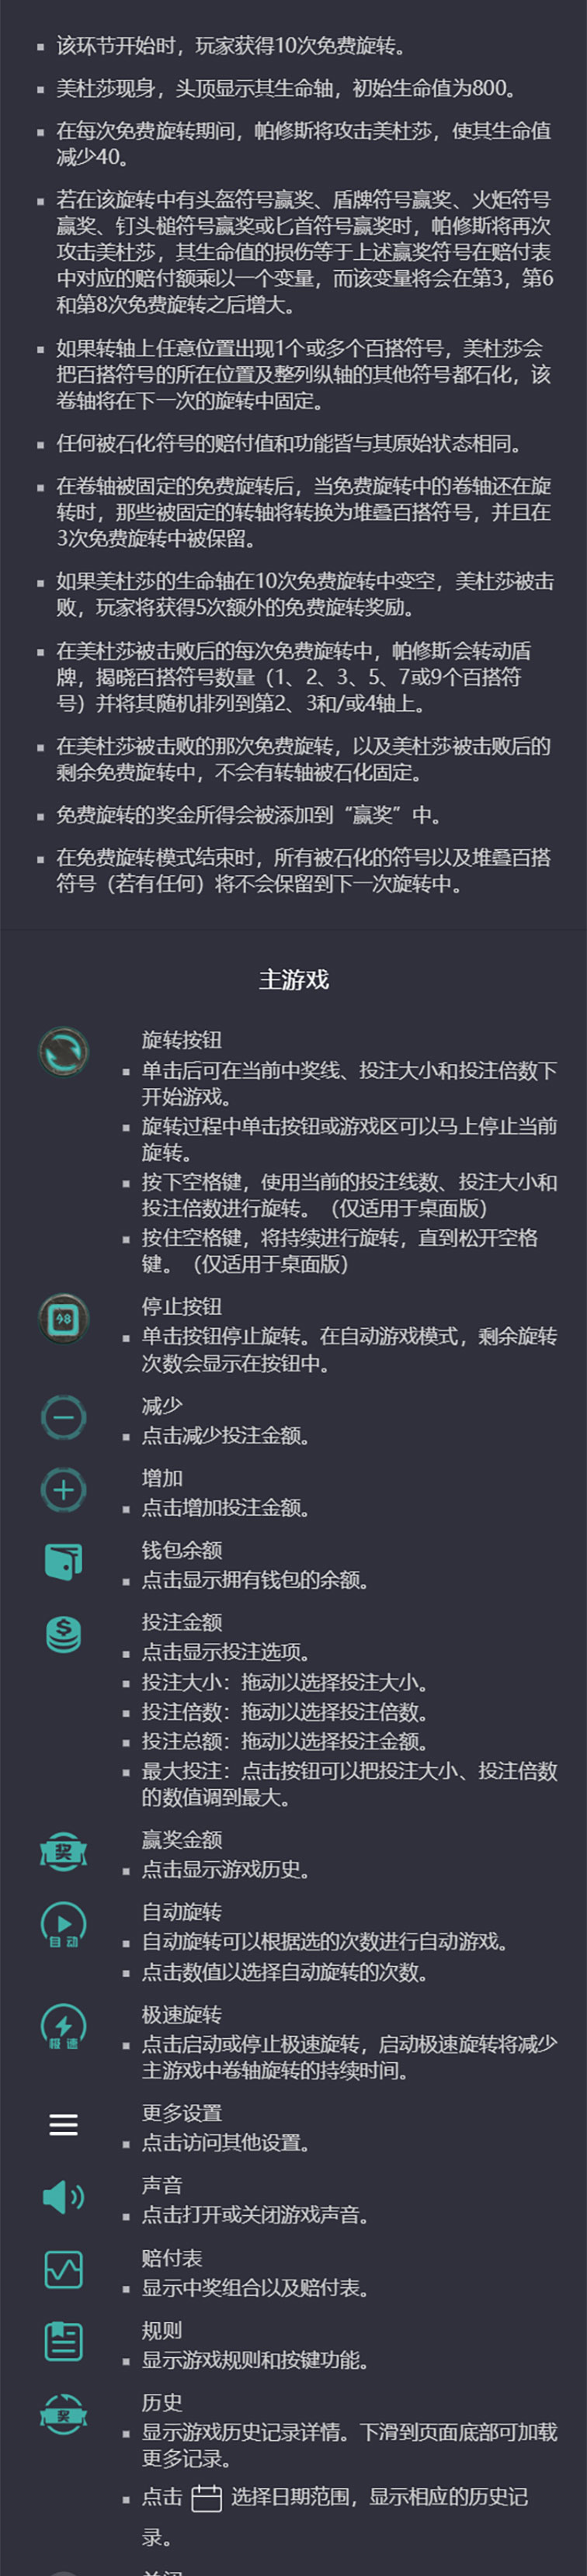 该环节开始时，玩家获得10次免费旋转。
美杜莎现身，头顶显示其生命轴，初始生命值为800。
在每次免费旋转期间，帕修斯将攻击美杜莎，使其生命值
减少40。
若在该旋转中有头盔符号赢奖、盾牌符号赢奖、火炬符号
赢奖、钉头槌符号赢奖或匕首符号赢奖时，帕修斯将再次
攻击美杜莎，其生命值的损伤等于上述赢奖符号在赔付表
中对应的赔付额乘以一个变量，而该变量将会在第3，第6
和第8次免费旋转之后增大。
如果转轴上任意位置出现1个或多个百搭符号，美杜莎会
把百搭符号的所在位置及整列纵轴的其他符号都石化，该
卷轴将在下一次的旋转中固定。
任何被石化符号的赔付值和功能皆与其原始状态相同。
在卷轴被固定的免费旋转后，当免费旋转中的卷轴还在旋
转时，那些被固定的转轴将转换为堆叠百搭符号，并且在
3次免费旋转中被保留。
如果美杜莎的生命轴在10次免费旋转中变空，美杜莎被击
败，玩家将获得5次额外的免费旋转奖励。
在美杜莎被击败后的每次免费旋转中，帕修斯会转动盾
牌，揭晓百搭符号数量（1、2、3、5、7或9个百搭符
号）并将其随机排列到第2、3和/或4轴上。
在美杜莎被击败的那次免费旋转，以及美杜莎被击败后的
剩余免费旋转中，不会有转轴被石化固定。
免费旋转的奖金所得会被添加到“赢奖”中。
在免费旋转模式结束时，所有被石化的符号以及堆叠百搭
符号（若有任何）将不会保留到下一次旋转中。
主游戏
旋转按钮
单击后可在当前中奖线、投注大小和投注倍数下
开始游戏。
旋转过程中单击按钮或游戏区可以马上停止当前
旋转。
按下空格键，使用当前的投注线数、投注大小和
投注倍数进行旋转。（仅适用于桌面版）
按住空格键，将持续进行旋转，直到松开空格
键。（仅适用于桌面版）
98
停止按钮
单击按钮停止旋转。在自动游戏模式，剩余旋转
次数会显示在按钮中。
减少
点击减少投注金额。
增加
点击增加投注金额。
钱包余额
点击显示拥有钱包的余额。
投注金额
点击显示投注选项。
投注大小：拖动以选择投注大小。
投注倍数：拖动以选择投注倍数。
投注总额：拖动以选择投注金额。
最大投注：点击按钮可以把投注大小、投注倍数
的数值调到最大。
奖
赢奖金额
点击显示游戏历史。
自动
自动旋转
自动旋转可以根据选的次数进行自动游戏。
点击数值以选择自动旋转的次数。
极速
极速旋转
点击启动或停止极速旋转，启动极速旋转将减少
主游戏中卷轴旋转的持续时间。
更多设置
点击访问其他设置。
声音
点击打开或关闭游戏声音。
赔付表
显示中奖组合以及赔付表。
规则
显示游戏规则和按键功能。
奖
历史
显示游戏历史记录详情。下滑到页面底部可加载
更多记录。
点击 选择日期范围，显示相应的历史记
录。